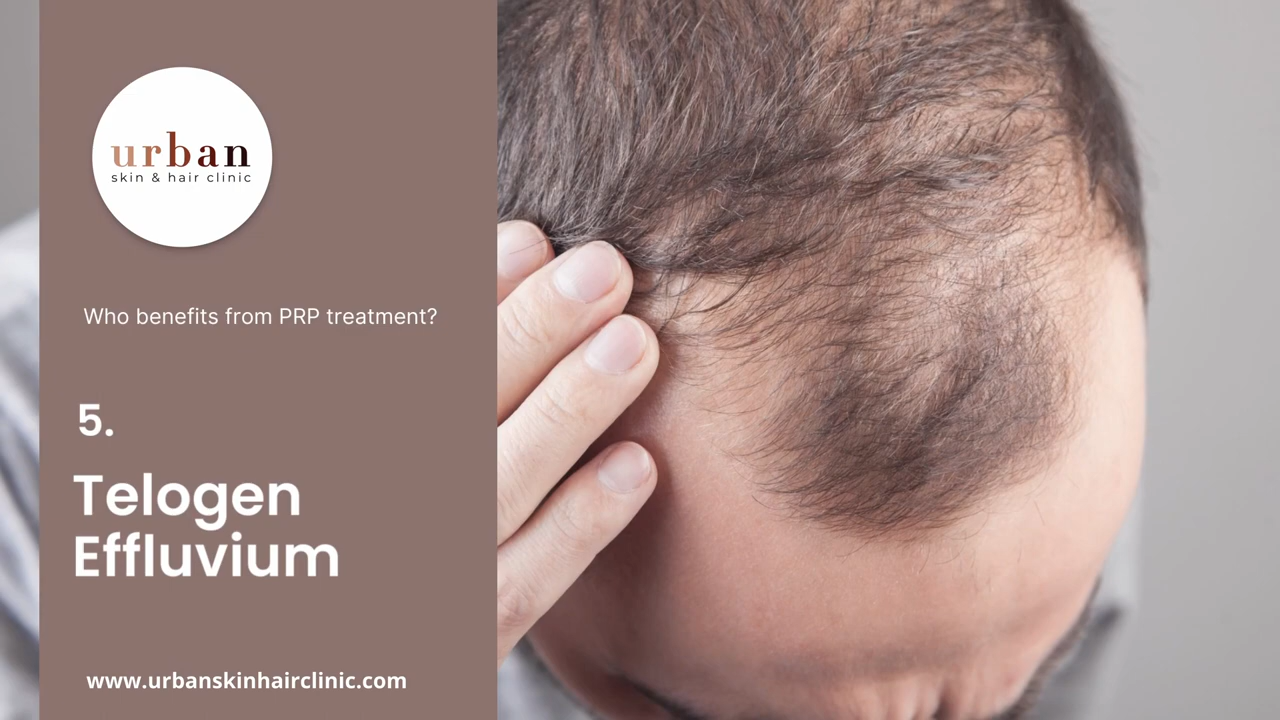 urban
skin & hair clinic
Who benefits from PRP treatment?
5.
Telogen
Effluvium
www.urbanskinhairclinic.com